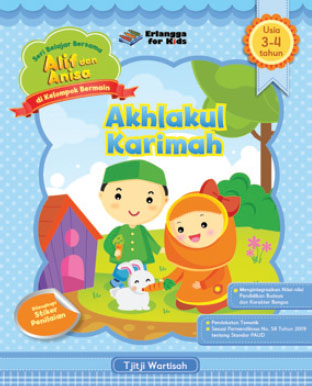 Erlangga
for Kids
Seri Belajar Bersama
Alif dan
Anisa
di Kelompok Bermain
Usia
3-4
tahun
Akhlakul
Karimah
Dilengkapi
Stiker
Penilaian
Mengintegrasikan Nilai-nilai
Pendidikan Budaya
dan Karakter Bangsa
Pendekatan Tematik
Sesuai Permendiknas No. 58 Tahun 2009
tentang Standar PAUD
Tjitji Wartisah